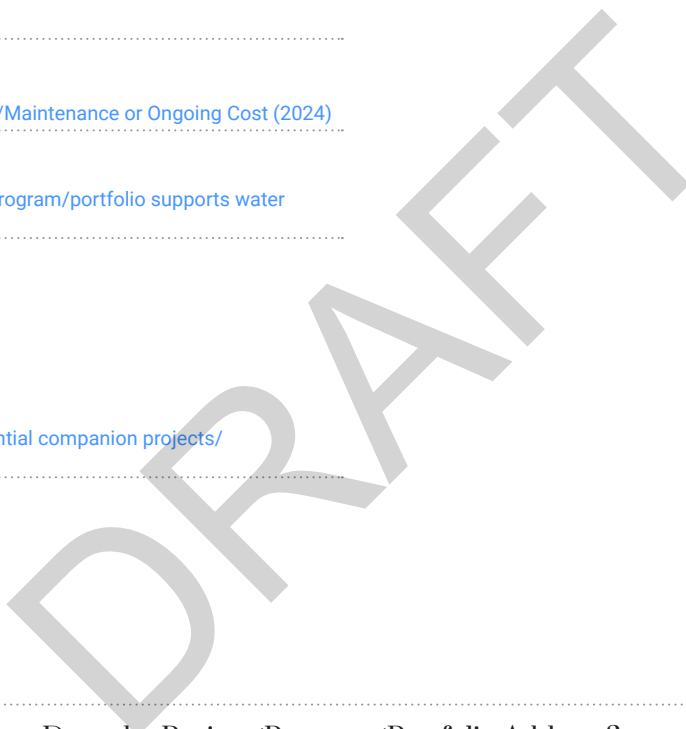 /Maintenance or Ongoing Cost (2024)
rogram/portfolio supports water
ntial companion projects/
DRAFT